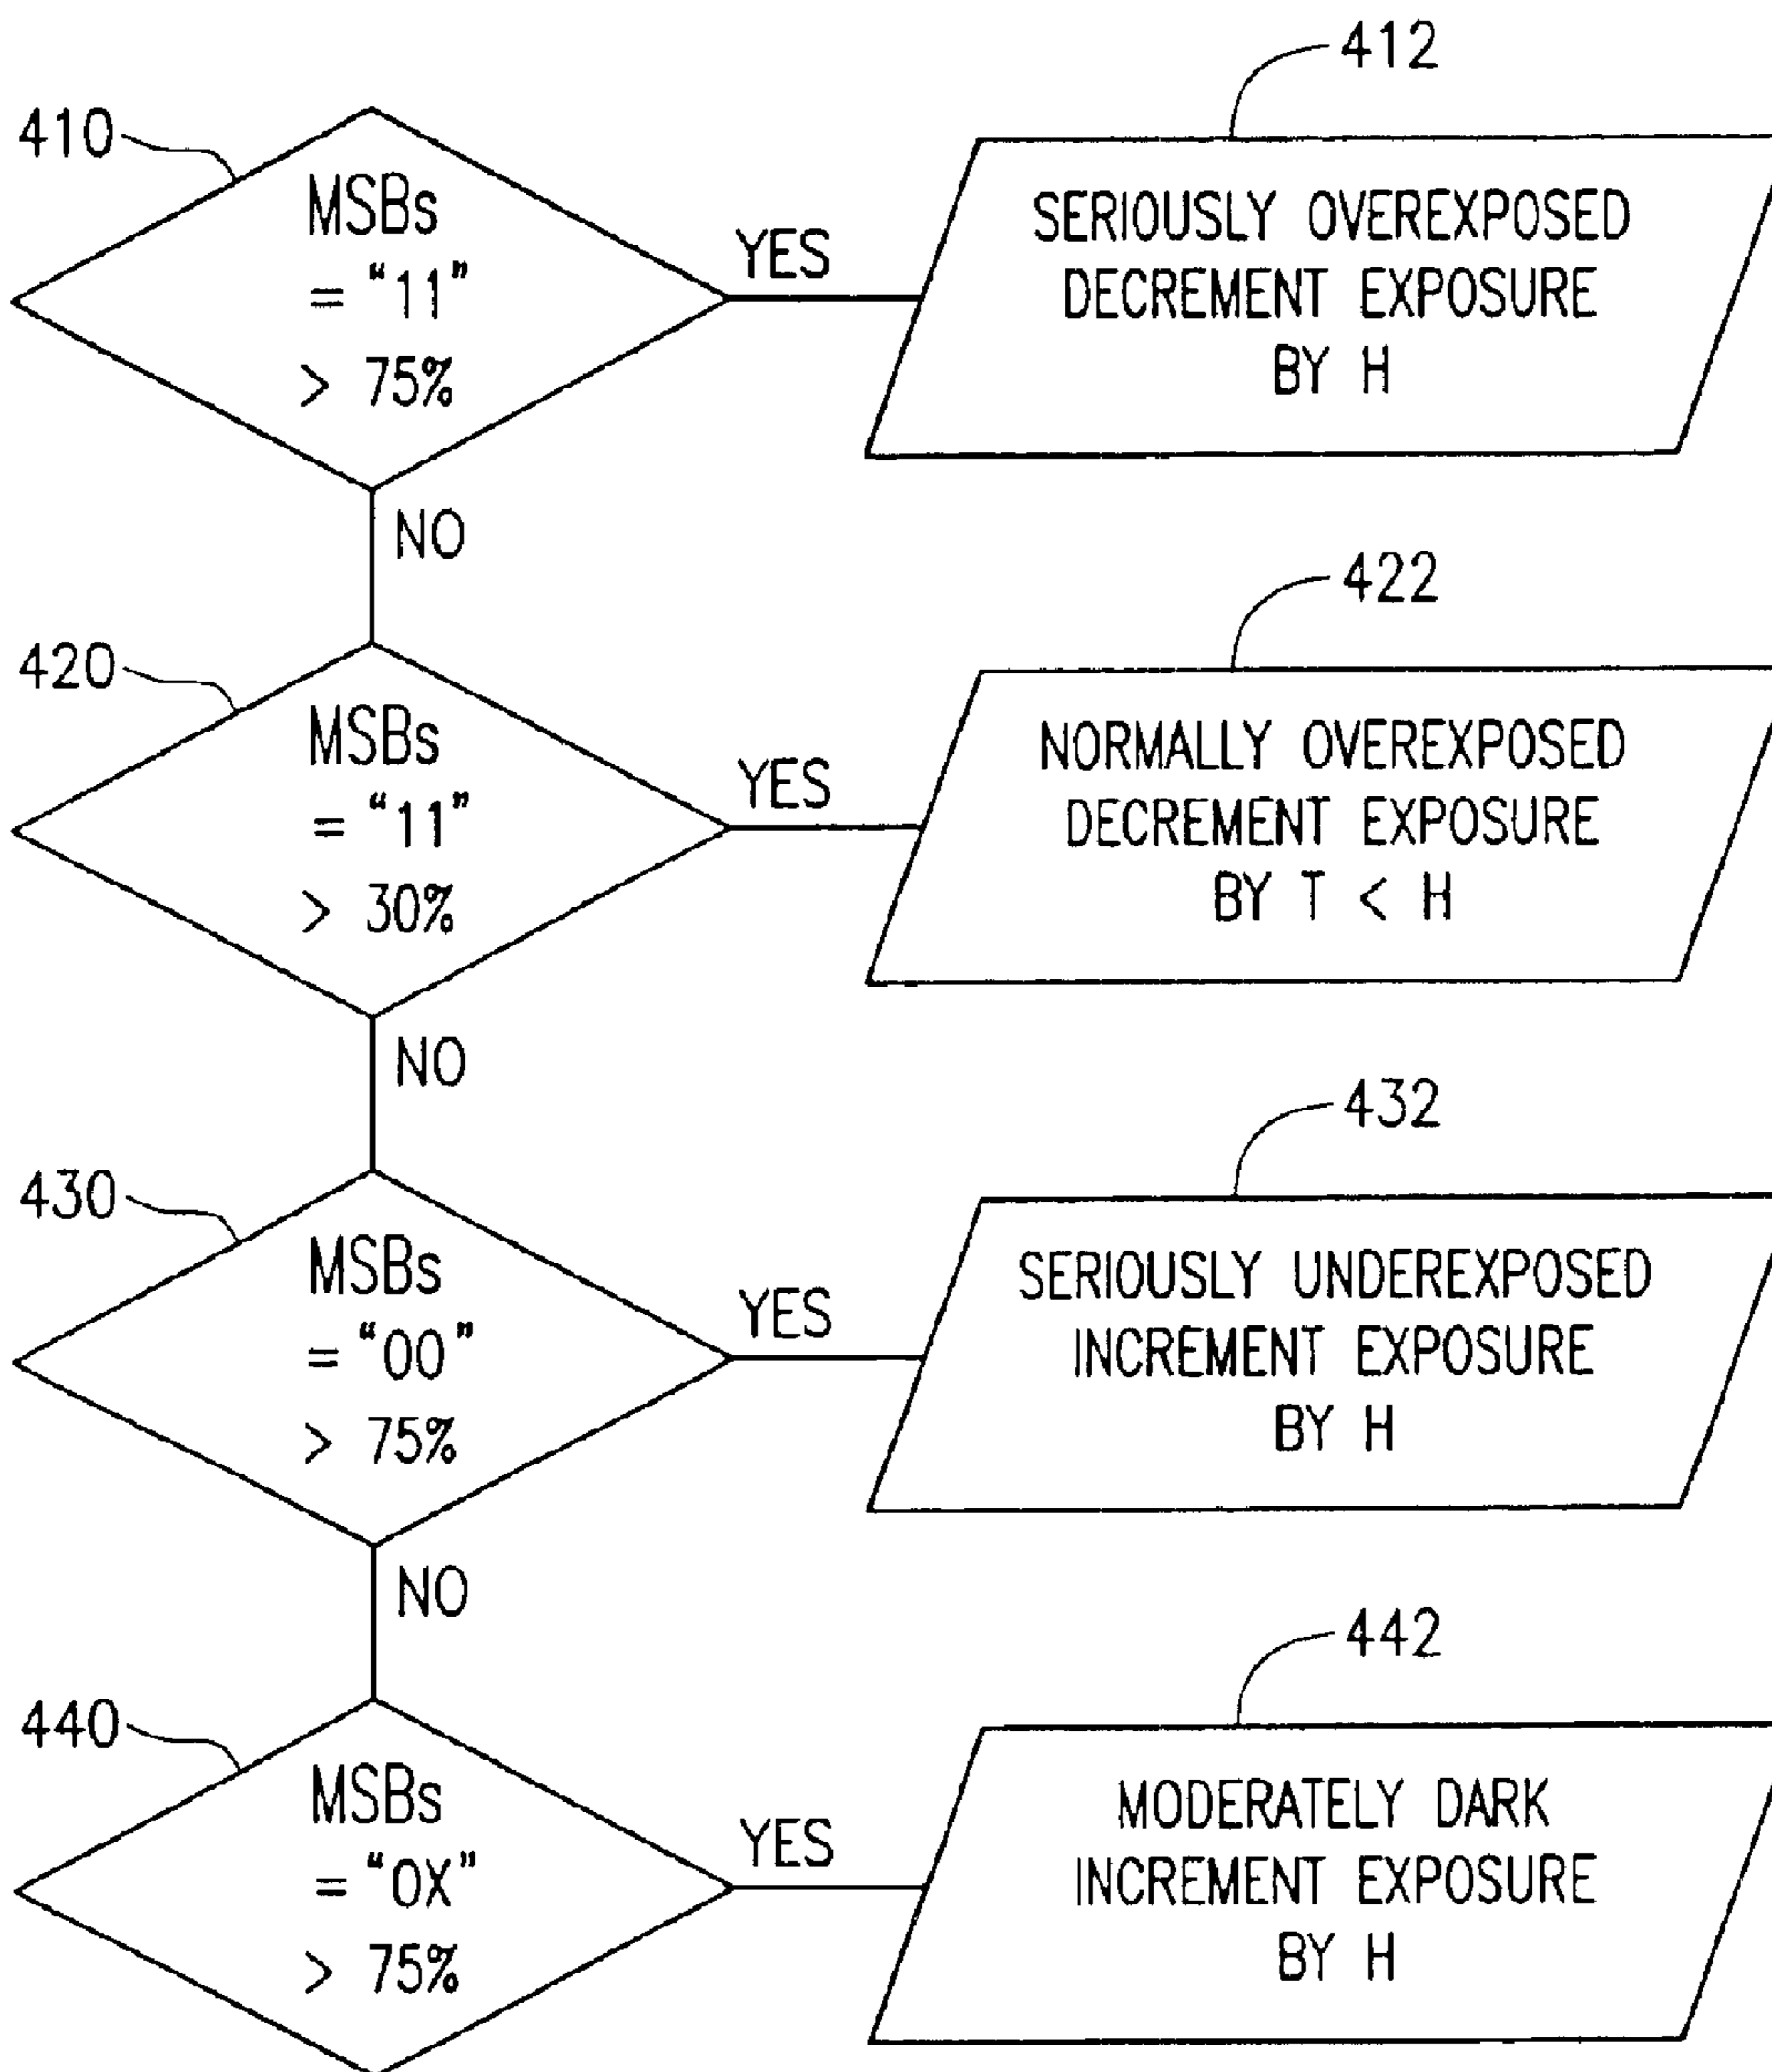 412
410
MSBs
= "11"
> 75%
YES
SERIOUSLY OVEREXPOSED
DECREMENT EXPOSURE
BY H
NO
422
420
MSBs
= "11"
> 30%
YES
NORMALLY OVEREXPOSED
DECREMENT EXPOSURE
BY T < H
NO
432
430
MSBs
= "00"
> 75%
YES
SERIOUSLY UNDEREXPOSED
INCREMENT EXPOSURE
BY H
NO
442
440
MSBs
= "0X"
> 75%
YES
MODERATELY DARK
INCREMENT EXPOSURE
BY H